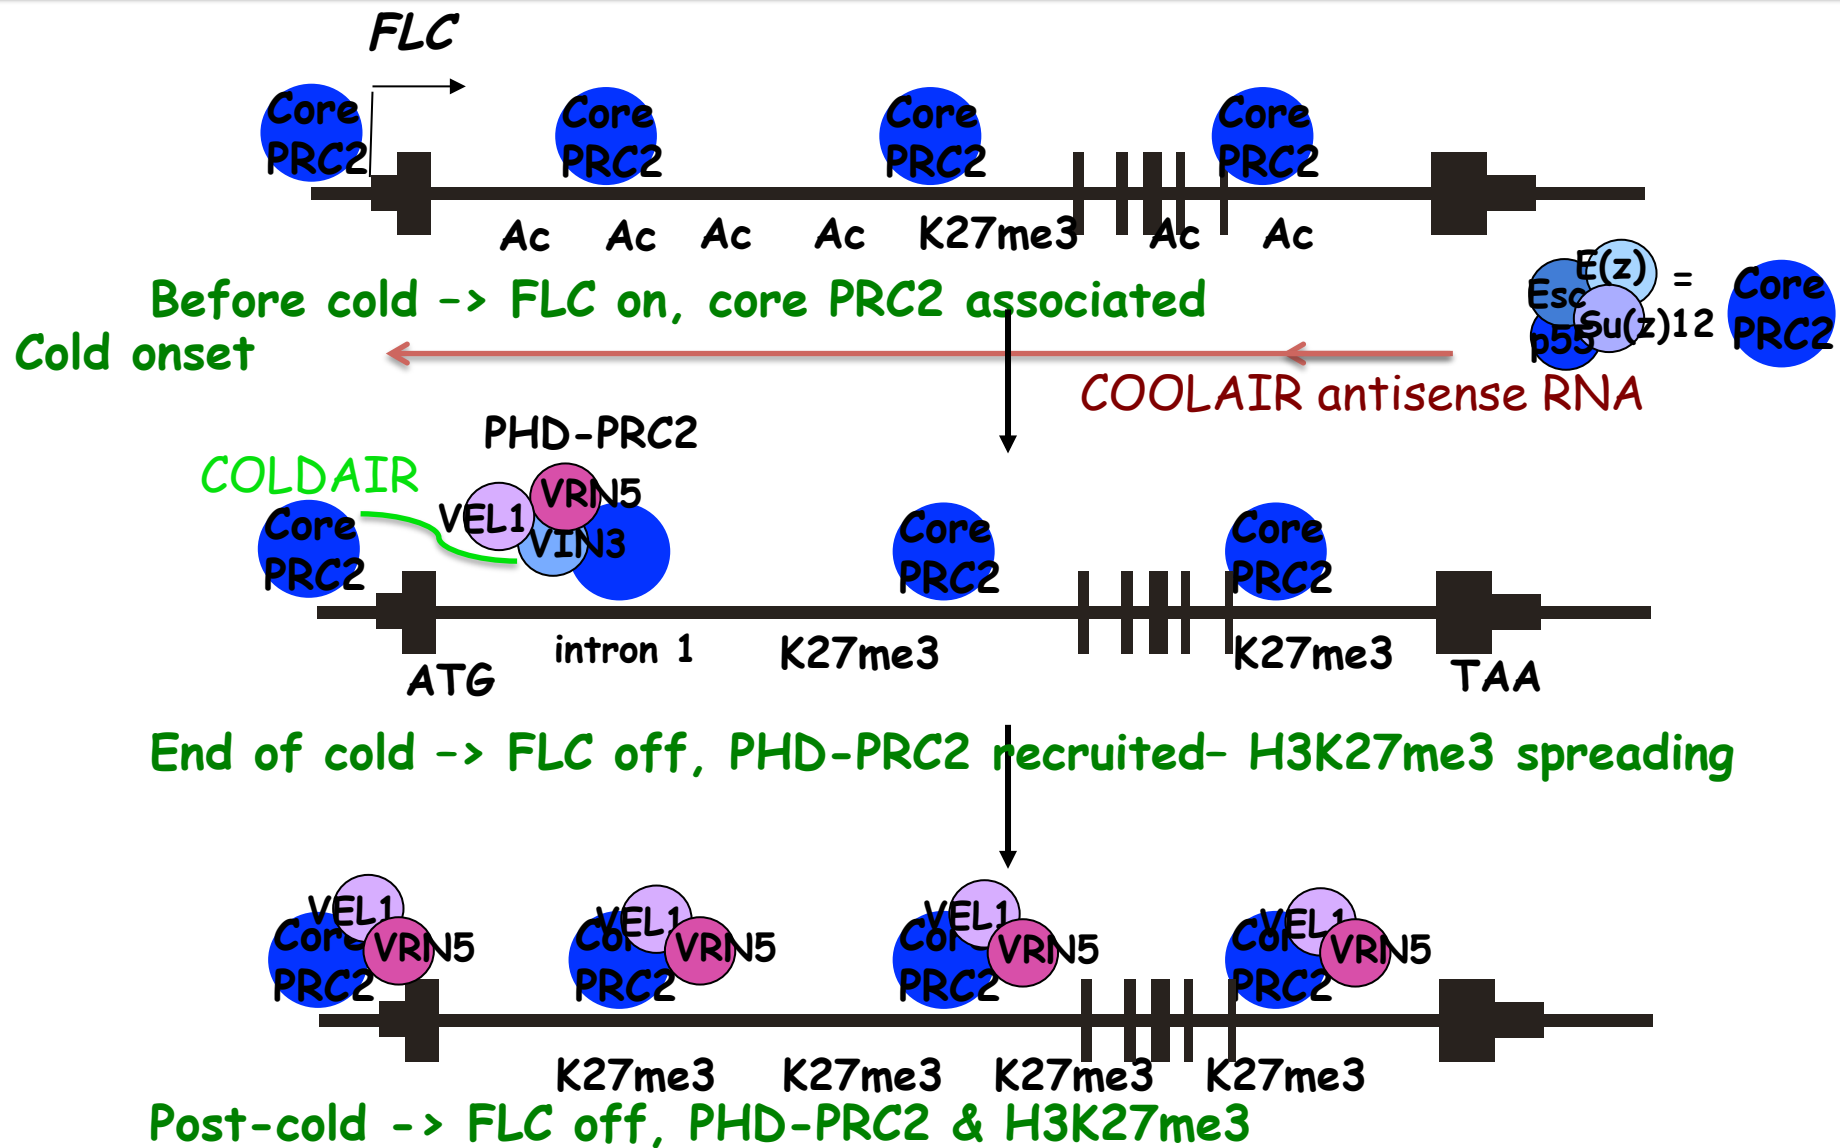 FLC
Core
PRC2
Core
PRC2
Core
PRC2
Core
PRC2
Ac Ac Ac Ac K27me3 Ac Ac
Before cold -> FLC on, core PRC2 associated
E(z)
Esc
Su(z)12
p55
=
Core
PRC2
Cold onset
COOLAIR antisense RNA
PHD-PRC2
COLDAIR
VRN5
VEL1
VIN3
Core
PRC2
Core
PRC2
Core
PRC2
intron 1 K27me3 K27me3
ATG TAA
End of cold -> FLC off, PHD-PRC2 recruited- H3K27me3 spreading
VEL1
Core
PRC2
VRN5
VEL1
Core
PRC2
VRN5
VEL1
Core
PRC2
VRN5
VEL1
Core
PRC2
VRN5
K27me3 K27me3 K27me3 K27me3
Post-cold -> FLC off, PHD-PRC2 & H3K27me3